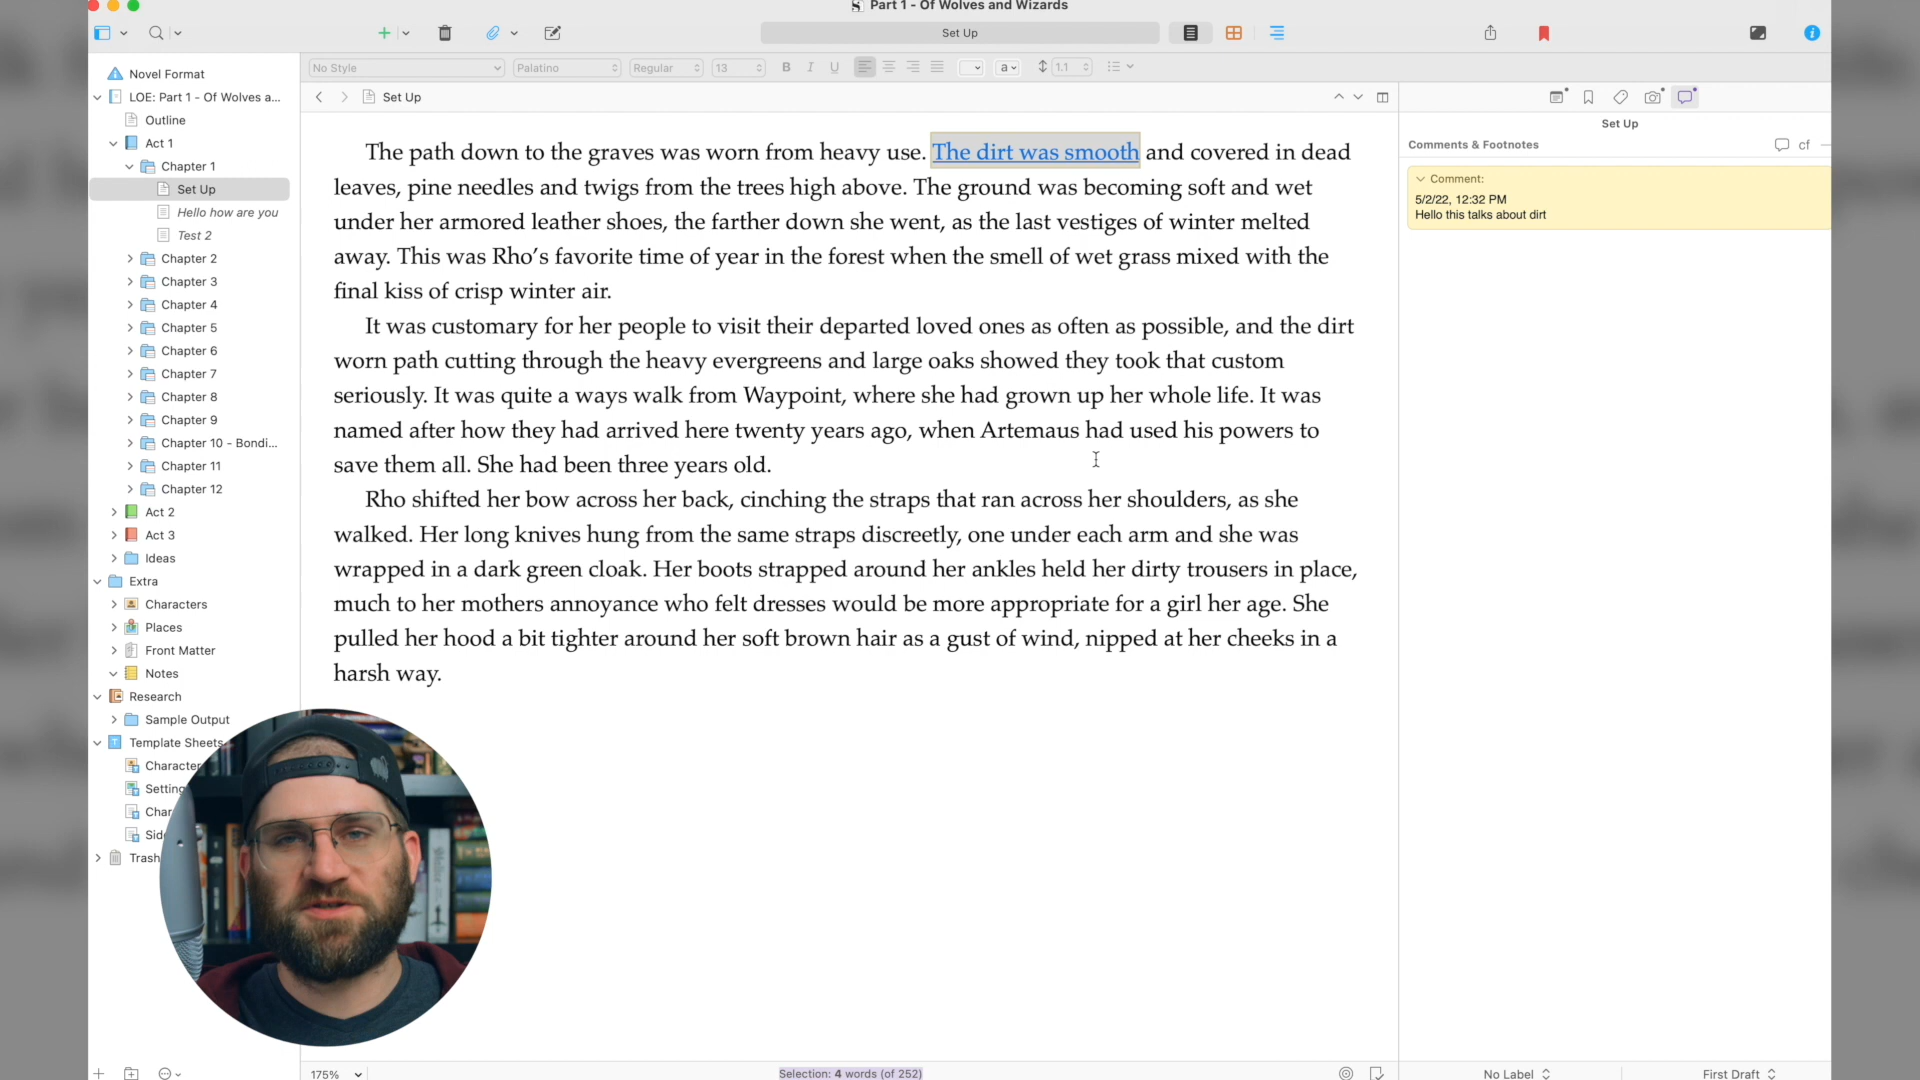 Part 1 - Of Wolves and Wizards
Set Up
No Style
Palatino
Regular
13
B
I
U
a
1.1
Novel Format
LOE: Part 1 - Of Wolves a...
Outline
Act 1
Chapter 1
Set Up
Hello how are you
Test 2
Chapter 2
Chapter 3
Chapter 4
Chapter 5
Chapter 6
Chapter 7
Chapter 8
Chapter 9
Chapter 10 - Bondi...
Chapter 11
Chapter 12
Act 2
Act 3
Ideas
Extra
Characters
Places
Front Matter
Notes
Research
Sample Output
Template Sheets
Character
Setting
Char
Side
Trash
Set Up
The path down to the graves was worn from heavy use. The dirt was smooth and covered in dead
leaves, pine needles and twigs from the trees high above. The ground was becoming soft and wet
under her armored leather shoes, the farther down she went, as the last vestiges of winter melted
away. This was Rho's favorite time of year in the forest when the smell of wet grass mixed with the
final kiss of crisp winter air.
It was customary for her people to visit their departed loved ones as often as possible, and the dirt
worn path cutting through the heavy evergreens and large oaks showed they took that custom
seriously. It was quite a ways walk from Waypoint, where she had grown up her whole life. It was
named after how they had arrived here twenty years ago, when Artemaus had used his powers to
save them all. She had been three years old.
Rho shifted her bow across her back, cinching the straps that ran across her shoulders, as she
walked. Her long knives hung from the same straps discreetly, one under each arm and she was
wrapped in a dark green cloak. Her boots strapped around her ankles held her dirty trousers in place,
much to her mothers annoyance who felt dresses would be more appropriate for a girl her age. She
pulled her hood a bit tighter around her soft brown hair as a gust of wind, nipped at her cheeks in a
harsh way.
Set Up
Comments & Footnotes
cf
Comment:
5/2/22, 12:32 PM
Hello this talks about dirt
175%
Selection: 4 words (of 252)
No Label
First Draft